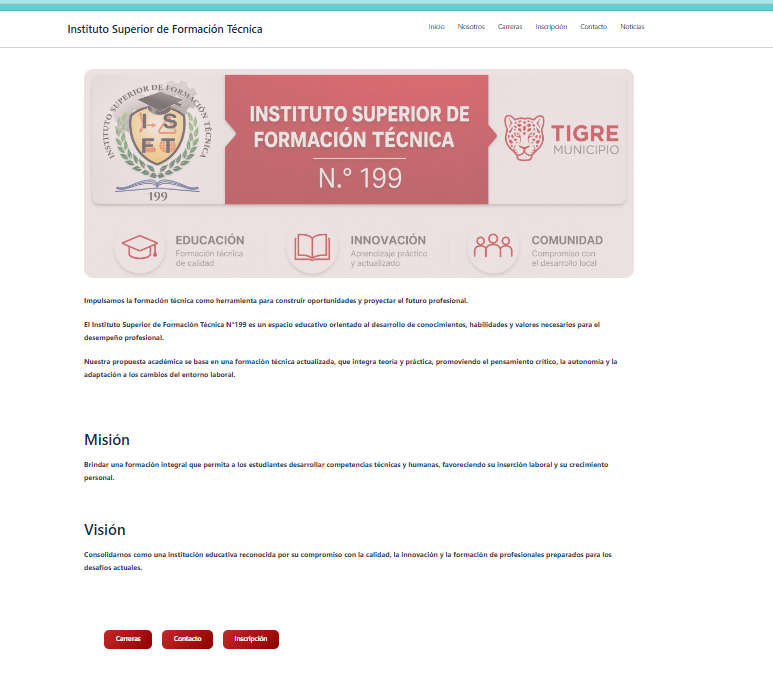 Instituto Superior de Formación Técnica
Inicio Nosotros Carreras Inscripción Contacto Noticias
INSTITUTO SUPERIOR DE FORMACIÓN TÉCNICA
I S
F T
199
INSTITUTO SUPERIOR DE
FORMACIÓN TÉCNICA
N.° 199
TIGRE
MUNICIPIO
EDUCACIÓN
Formación técnica
de calidad
INNOVACIÓN
Aprendizaje práctico
y actualizado
COMUNIDAD
Compromiso con
el desarrollo local
Impulsamos la formación técnica como herramienta para construir oportunidades y proyectar el futuro profesional.
El Instituto Superior de Formación Técnica N°199 es un espacio educativo orientado al desarrollo de conocimientos, habilidades y valores necesarios para el
desempeño profesional.
Nuestra propuesta académica se basa en una formación técnica actualizada, que integra teoría y práctica, promoviendo el pensamiento crítico, la autonomía y la
adaptación a los cambios del entorno laboral.
Misión
Brindar una formación integral que permita a los estudiantes desarrollar competencias técnicas y humanas, favoreciendo su inserción laboral y su crecimiento
personal.
Visión
Consolidarnos como una institución educativa reconocida por su compromiso con la calidad, la innovación y la formación de profesionales preparados para los
desafíos actuales.
Carreras Contacto Inscripción